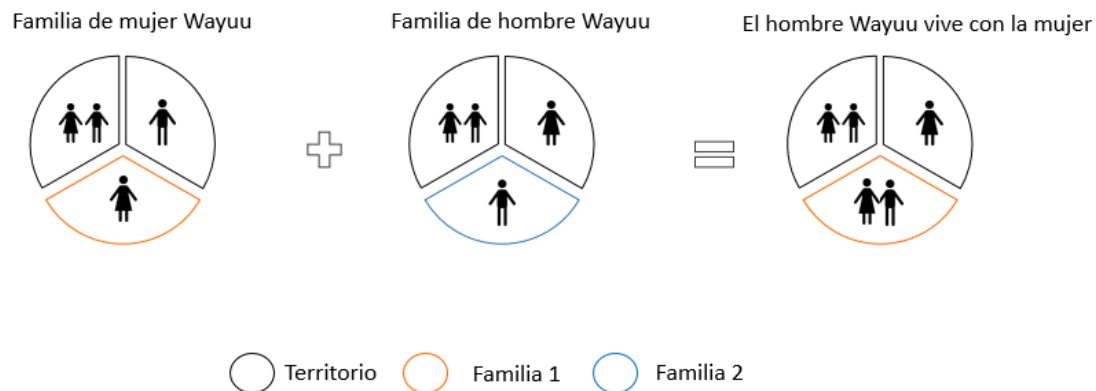 Familia de mujer Wayuu
Familia de hombre Wayuu
El hombre Wayuu vive con la mujer
Territorio
Familia 1
Familia 2